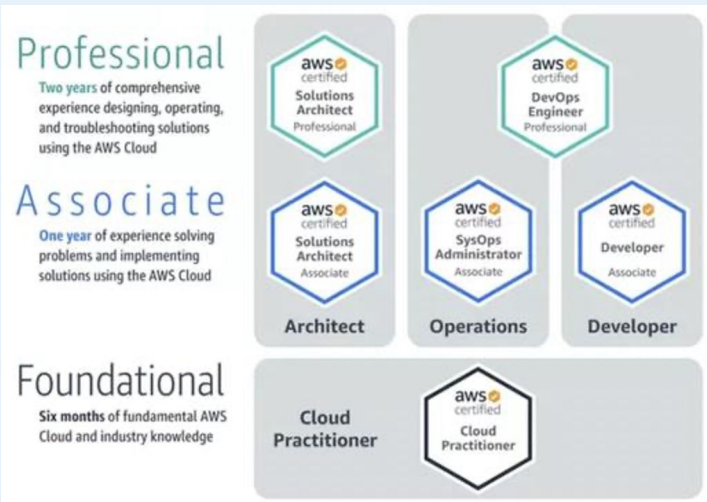 Professional
Two years of comprehensive
experience designing, operating,
and troubleshooting solutions
using the AWS Cloud
aws
certified
Solutions
Architect
Professional
aws
certified
DevOps
Engineer
Professional
Associate
One year of experience solving
problems and implementing
solutions using the AWS Cloud
aws
certified
Solutions
Architect
Associate
aws
certified
SysOps
Administrator
Associate
aws
certified
Developer
Associate
Architect
Operations
Developer
Foundational
Six months of fundamental AWS
Cloud and industry knowledge
Cloud
Practitioner
aws
certified
Cloud
Practitioner